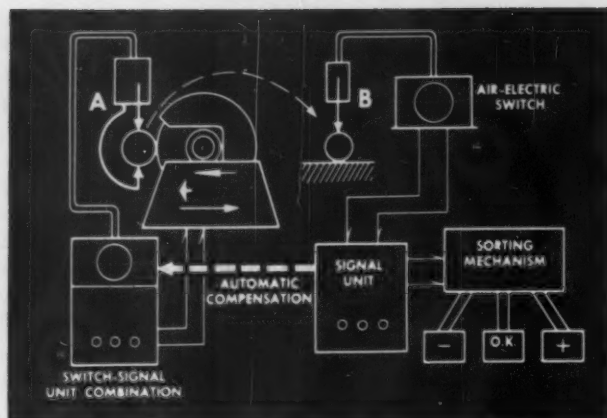 A
B
AIR-ELECTRIC
SWITCH
SIGNAL
UNIT
SORTING
MECHANISM
AUTOMATIC
COMPENSATION
-
O.K.
+
SWITCH-SIGNAL
UNIT COMBINATION